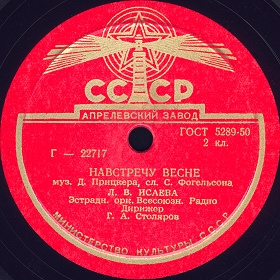 СССР
АПРЕЛЕВСКИЙ ЗАВОД
ГОСТ 5289-50
2 кл.
Г — 22717
НАВСТРЕЧУ ВЕСНЕ
муз. Д. Прицкера, сл. С. Фогельсона
Л. В. ИСАЕВА
Эстрадн. орк. Всесоюзн. Радио
Дирижер
Г. А. Столяров
МИНИСТЕРСТВО КУЛЬТУРЫ СССР